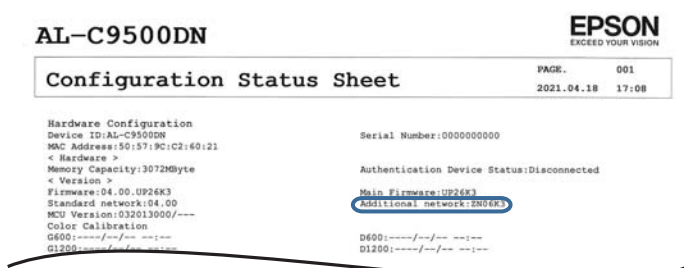 AL-C9500DN
EPSON
EXCEED YOUR VISION
Configuration Status Sheet
PAGE. 001
2021.04.18 17:08
Hardware Configuration
Device ID:AL-C9500DN
Serial Number:0000000000
MAC Address:50:57:9C:C2:60:21
< Hardware >
Memory Capacity:3072MByte
Authentication Device Status:Disconnected
< Version >
Firmware:04.00.UP26K3
Main Firmware:UP26K3
Standard network:04.00
Additional network:ZN06K3
MCU Version:032013000/---
Color Calibration
G600:----/--/-- --:--
D600:----/--/-- --:--
G1200:----/--/-- --:--
D1200:----/--/-- --:--